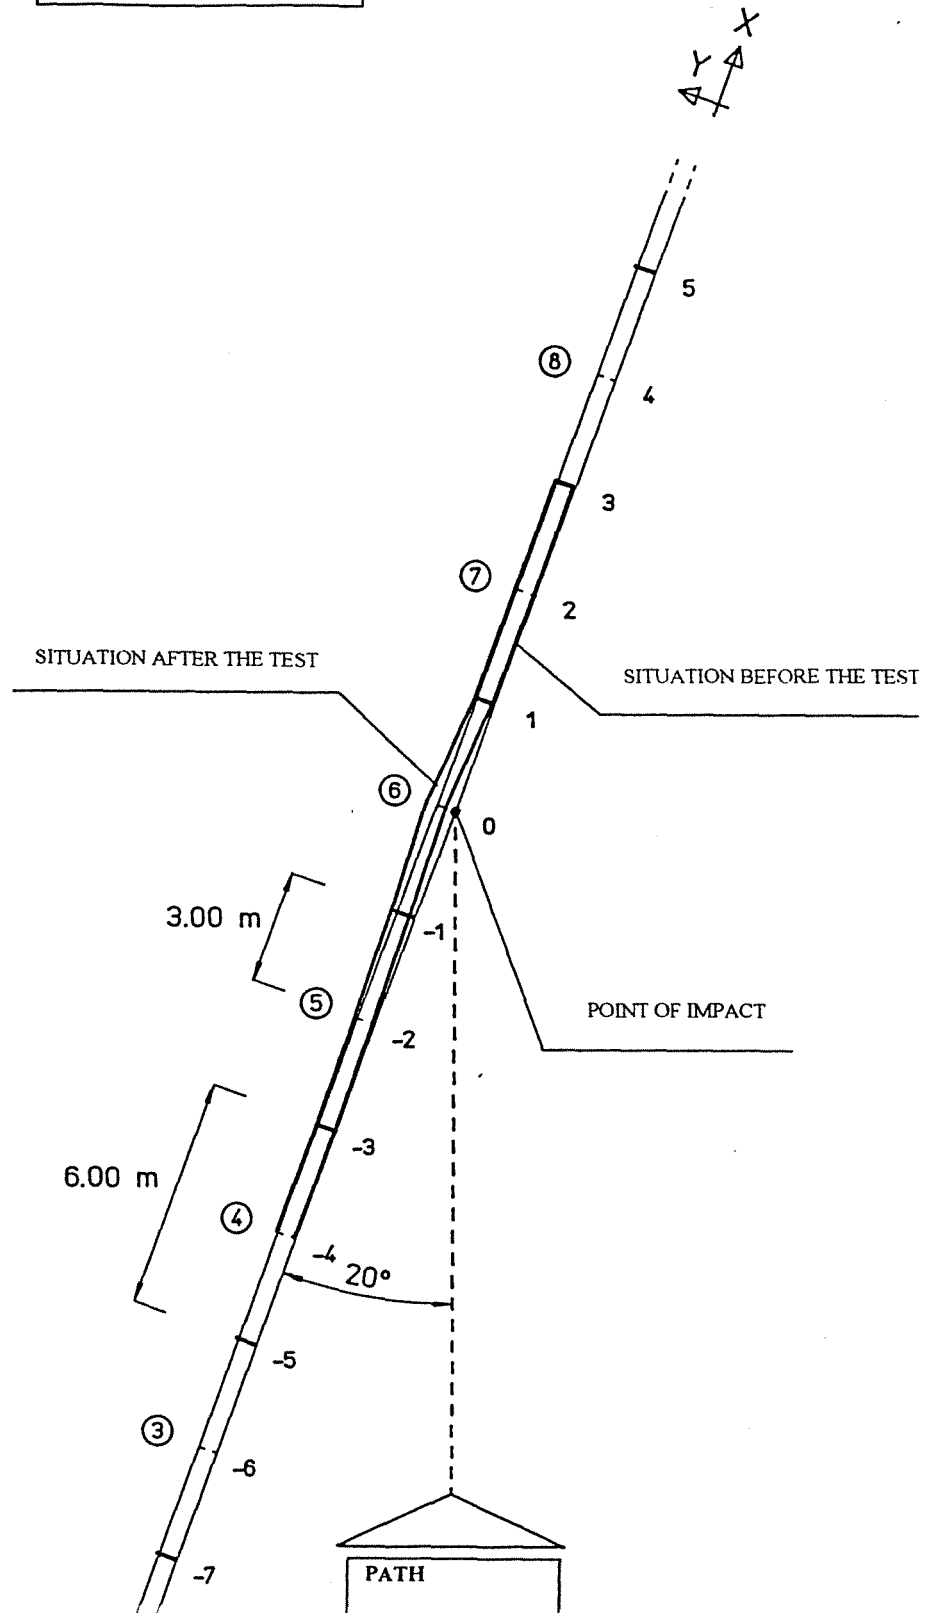 X
Y
5
8
4
3
7
2
SITUATION AFTER THE TEST
SITUATION BEFORE THE TEST
1
6
0
3.00 m
-1
5
POINT OF IMPACT
-2
-3
6.00 m
4
-4
20°
-5
3
-6
-7
PATH